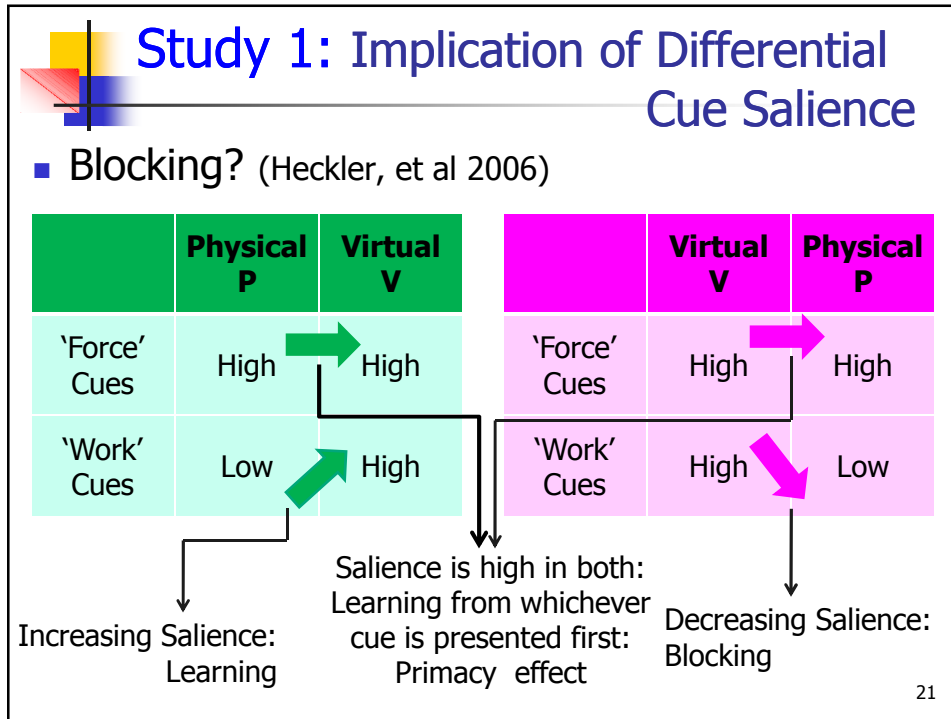 Study 1: Implication of Differential
Cue Salience
Blocking? (Heckler, et al 2006)
Physical Virtual
P V
‘Force’
Cues High High
‘Work’
Cues Low High
Virtual Physical
V P
‘Force’
Cues High High
‘Work’
Cues High Low
Increasing Salience:
Learning
Salience is high in both:
Learning from whichever
cue is presented first:
Primacy effect
Decreasing Salience:
Blocking
21